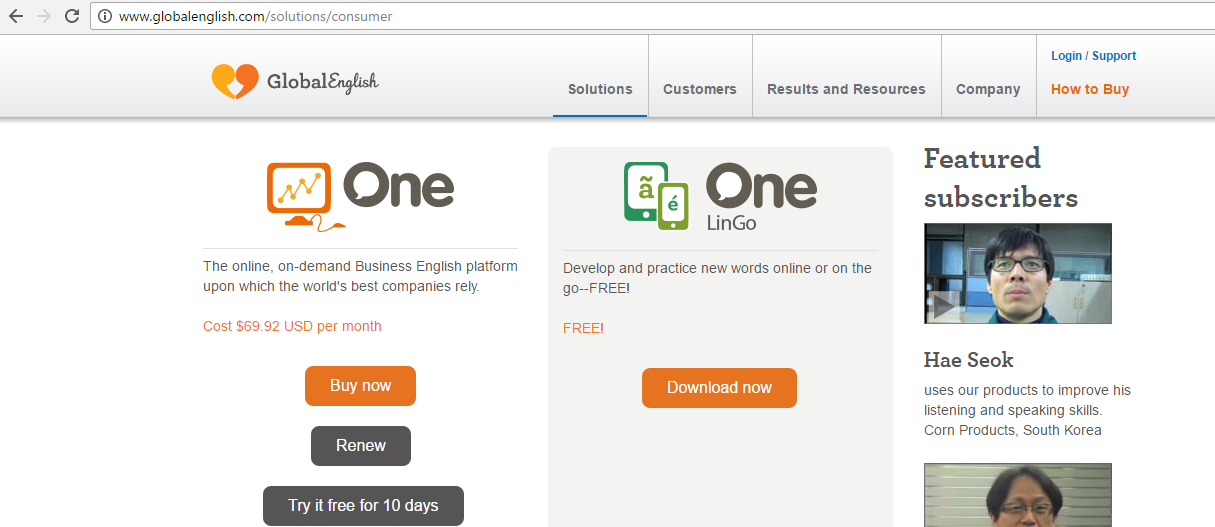 www.globalenglish.com/solutions/consumer
Login / Support
GlobalEnglish
Solutions
Customers
Results and Resources
Company
How to Buy
One
The online, on-demand Business English platform
upon which the world's best companies rely.
Cost $69.92 USD per month
Buy now
Renew
Try it free for 10 days
ã
é
One
LinGo
Develop and practice new words online or on the
go--FREE!
FREE!
Download now
Featured
subscribers
Hae Seok
uses our products to improve his
listening and speaking skills.
Corn Products, South Korea